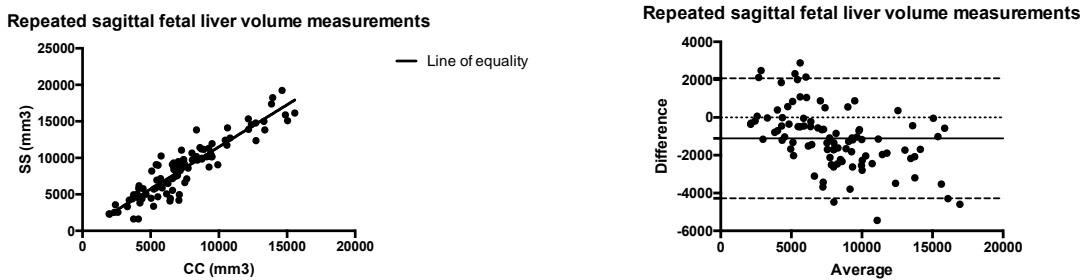 Repeated sagittal fetal liver volume measurements
25000
20000
15000
10000
5000
0
SS (mm3)
0 5000 10000 15000 20000
CC (mm3)
Line of equality
Repeated sagittal fetal liver volume measurements
4000
2000
0
-2000
-4000
-6000
Difference
0 5000 10000 15000 20000
Average